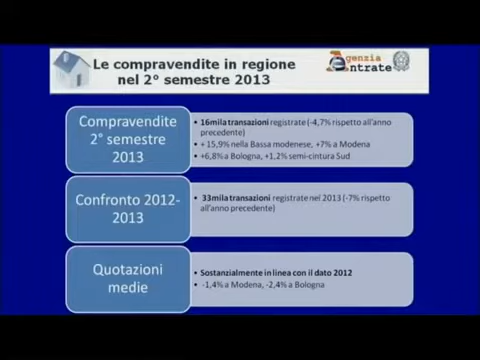 Le compravendite in regione
nel 2° semestre 2013
Agenzia
Entrate
Compravendite
2° semestre
2013
• 16mila transazioni registrate (-4,7% rispetto all'anno
precedente)
• + 15,9% nella Bassa modenese, +7% a Modena
• +6,8% a Bologna, +1,2% semi-cintura Sud
Confronto 2012-
2013
• 33mila transazioni registrate nel 2013 (-7% rispetto
all'anno precedente)
Quotazioni
medie
• Sostanzialmente in linea con il dato 2012
• -1,4% a Modena, -2,4% a Bologna